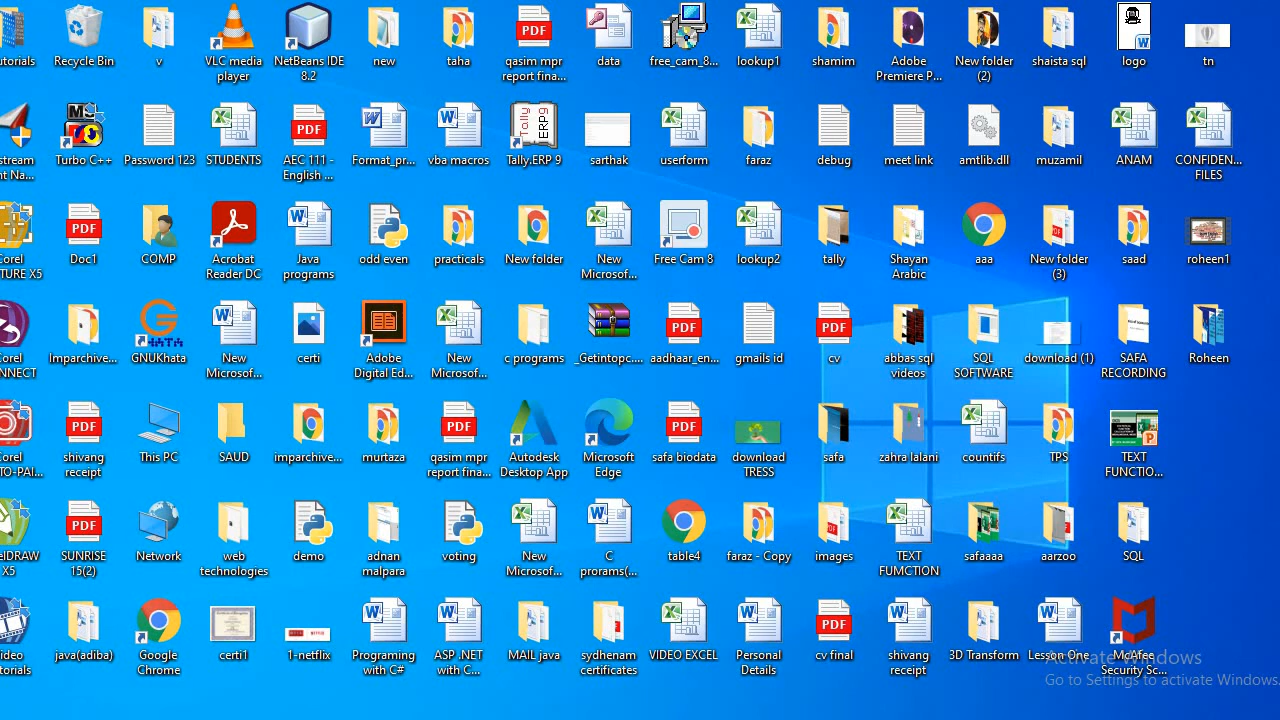 utorials Recycle Bin v VLC media player NetBeans IDE 8.2 new taha qasim mpr report fina... data free_cam_8... lookup1 shamim Adobe Premiere P... New folder (2) shaista sql logo tn
stream nt Na... Turbo C++ Password 123 STUDENTS AEC 111 - English ... Format_pr... vba macros Tally.ERP 9 sarthak userform faraz debug meet link amtlib.dll muzamil ANAM CONFIDEN... FILES
Corel TURE X5 Doc1 COMP Acrobat Reader DC Java programs odd even practicals New folder New Microsof... Free Cam 8 lookup2 tally Shayan Arabic aaa New folder (3) saad roheen1
Corel NNECT Imparchive... GNUKhata New Microsof... certi Adobe Digital Ed... New Microsof... c programs _Getintopc.... aadhaar_en... gmails id cv abbas sql videos SQL SOFTWARE download (1) SAFA RECORDING Roheen
Corel TO-PAI... shivang receipt This PC SAUD imparchive... murtaza qasim mpr report fina... Autodesk Desktop App Microsoft Edge safa biodata download TRESS safa zahra lalani countifs TPS TEXT FUNCTIO...
elDRAW X5 SUNRISE 15(2) Network web technologies demo adnan malpara voting New Microsof... C prorams(... table4 faraz - Copy images TEXT FUMCTION safaaaa aarzoo SQL
ideo torials java(adiba) Google Chrome certi1 1-netflix Programing with C# ASP .NET with C... MAIL java sydhenam certificates VIDEO EXCEL Personal Details cv final shivang receipt 3D Transform Lesson One McAfee Security Sc...
Activate Windows
Go to Settings to activate Windows.